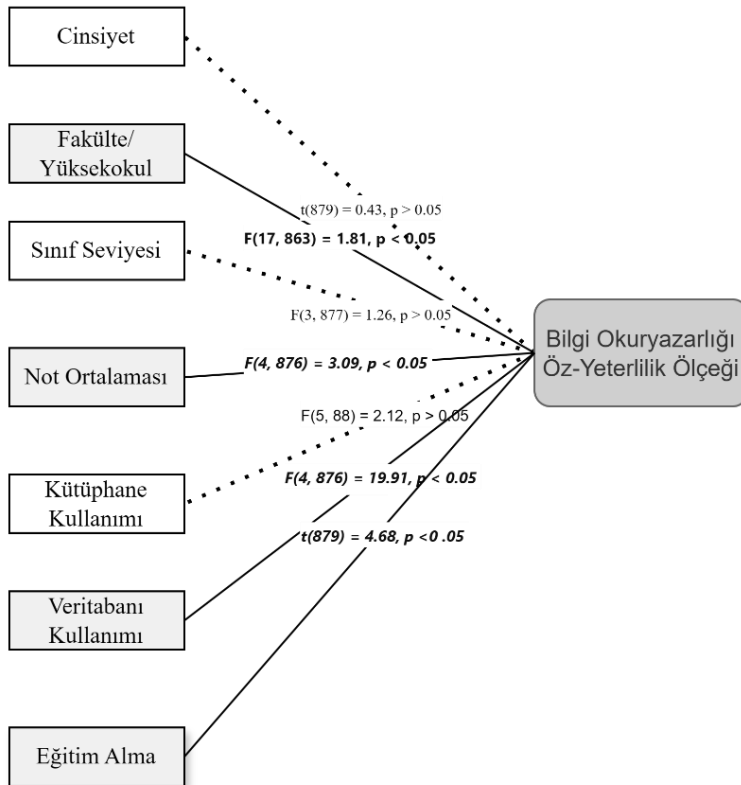 Cinsiyet
Fakülte/
Yüksekokul
t(879) = 0.43, p > 0.05
F(17, 863) = 1.81, p < 0.05
Sınıf Seviyesi
F(3, 877) = 1.26, p > 0.05
Bilgi Okuryazarlığı
Öz-Yeterlilik Ölçeği
Not Ortalaması
F(4, 876) = 3.09, p < 0.05
F(5, 88) = 2.12, p > 0.05
Kütüphane
Kullanımı
F(4, 876) = 19.91, p < 0.05
t(879) = 4.68, p <0 .05
Veritabanı
Kullanımı
Eğitim Alma